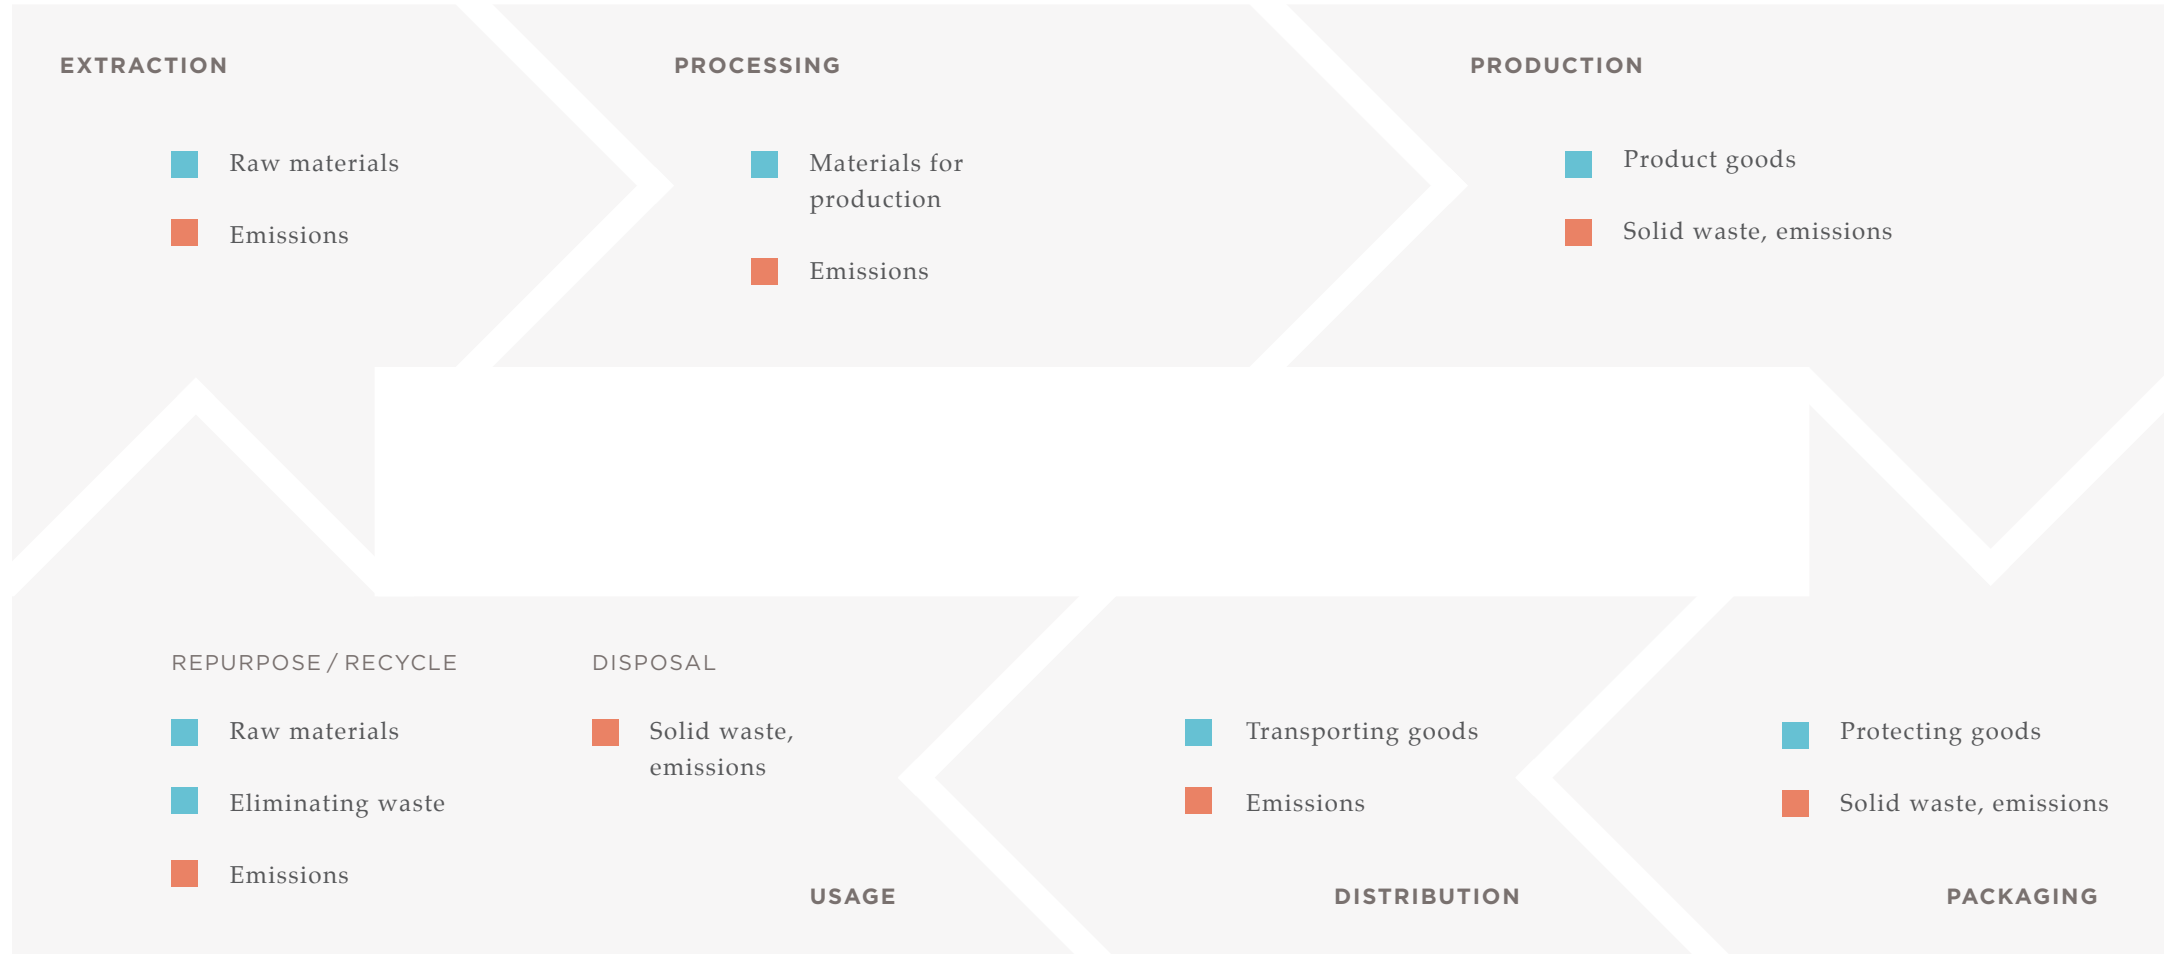 EXTRACTION
Raw materials
Emissions
PROCESSING
Materials for
production
Emissions
PRODUCTION
Product goods
Solid waste, emissions
REPURPOSE / RECYCLE
Raw materials
Eliminating waste
Emissions
DISPOSAL
Solid waste,
emissions
USAGE
Transporting goods
Emissions
DISTRIBUTION
Protecting goods
Solid waste, emissions
PACKAGING